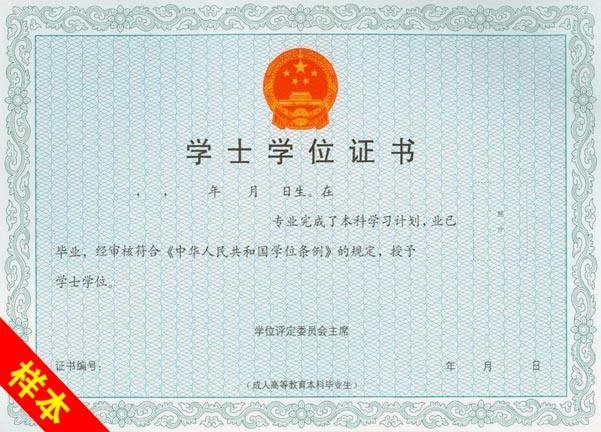 学士学位证书
， ， 年 月 日生。在
专业完成了本科学习计划，业已
毕业，经审核符合《中华人民共和国学位条例》的规定，授予
学士学位。
学位评定委员会主席
证书编号： 年 月 日
（成人高等教育本科毕业生）
样本